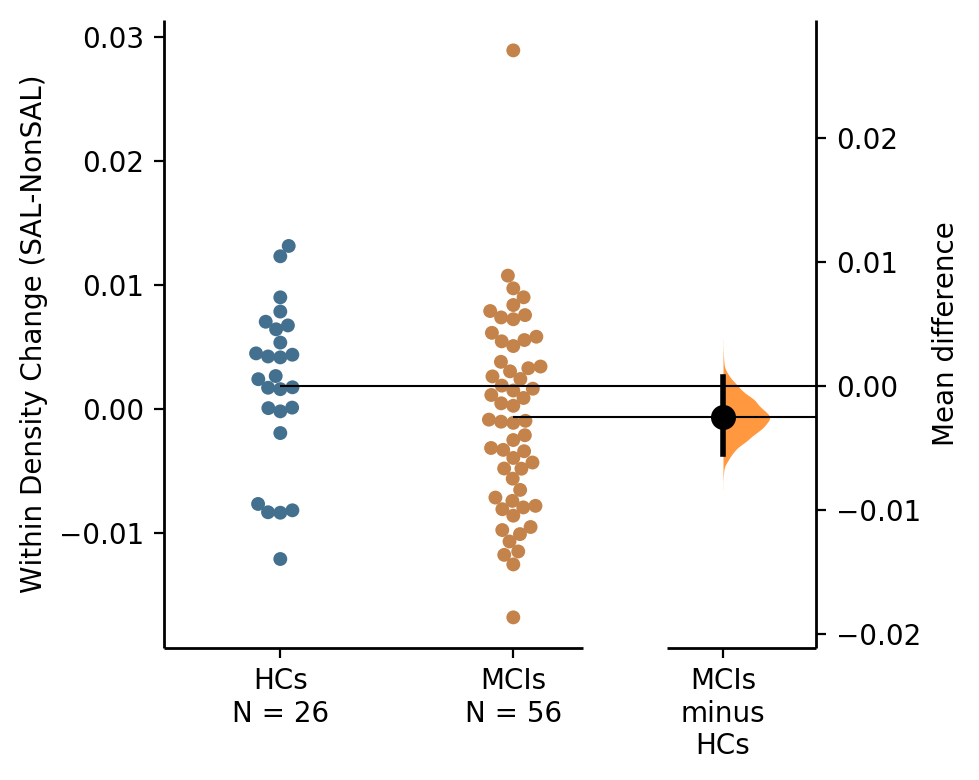 Within Density Change (SAL-NonSAL)
0.03
0.02
0.01
0.00
−0.01
HCs
N = 26
MCIs
N = 56
MCIs
minus
HCs
0.02
0.01
0.00
−0.01
−0.02
Mean difference